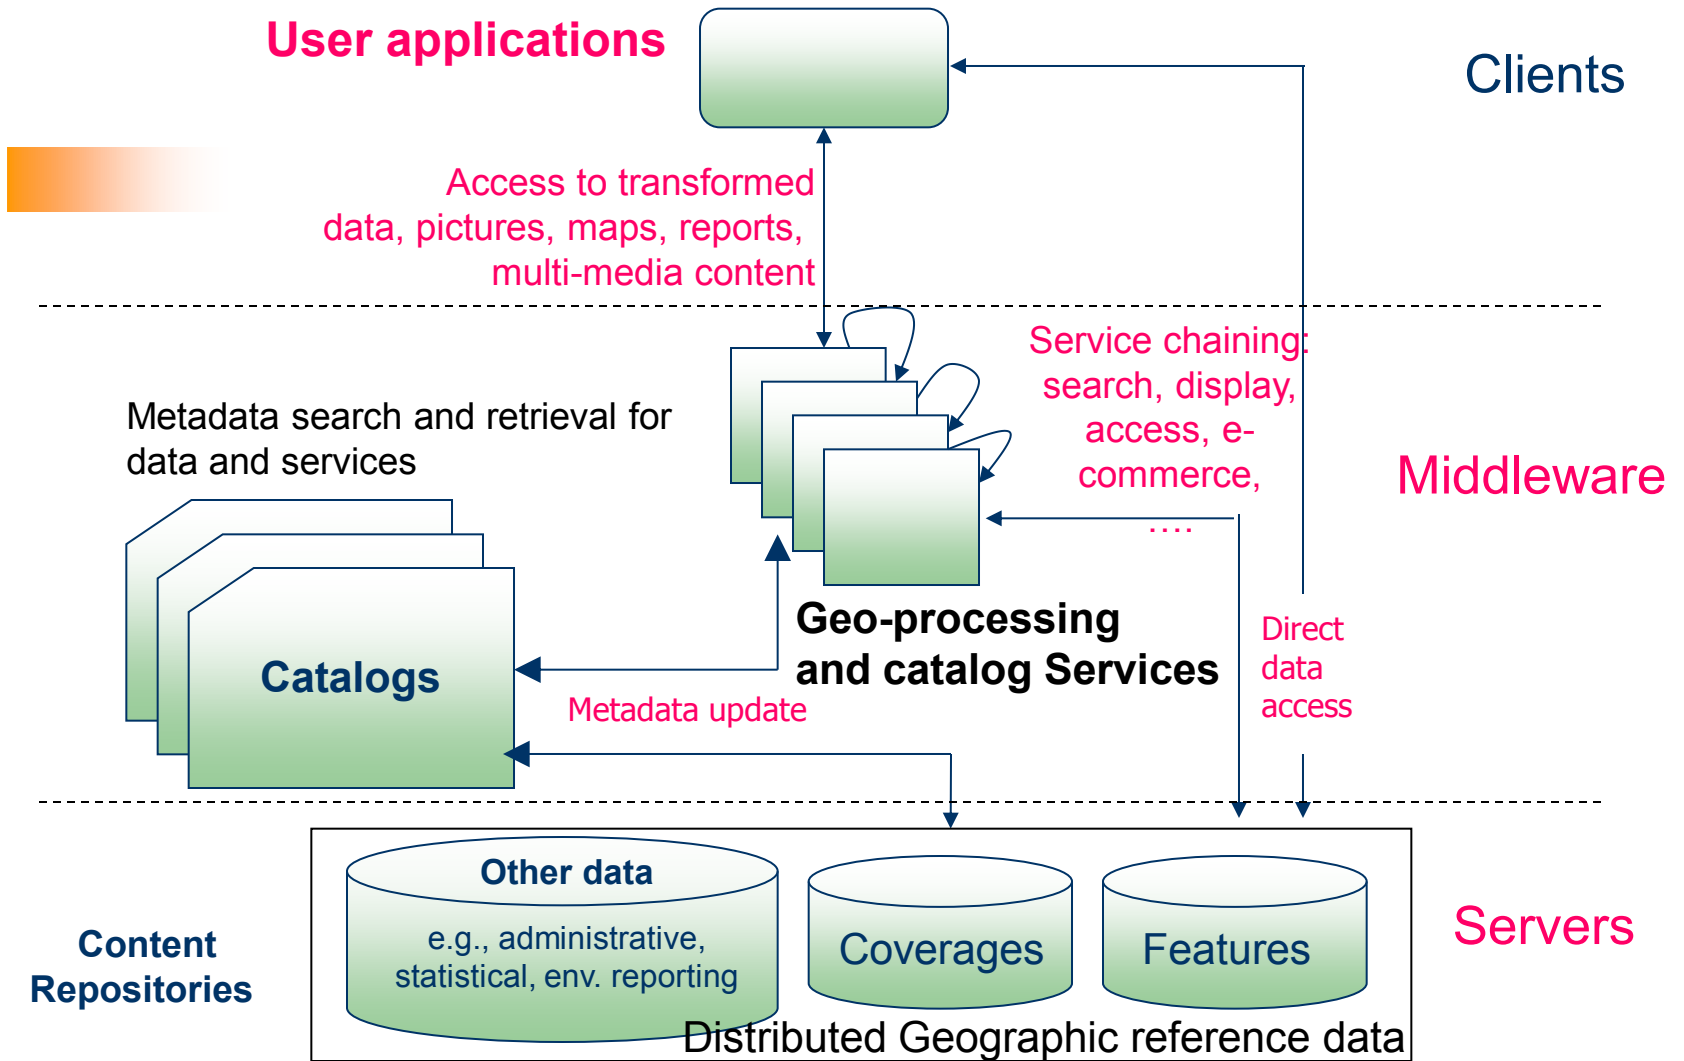 User applications
Clients
Access to transformed
data, pictures, maps, reports,
multi-media content
Service chaining:
search, display,
access, e-
commerce,
....
Metadata search and retrieval for
data and services
Middleware
Catalogs
Geo-processing
and catalog Services
Metadata update
Direct
data
access
Other data
e.g., administrative,
statistical, env. reporting
Coverages
Features
Servers
Content
Repositories
Distributed Geographic reference data